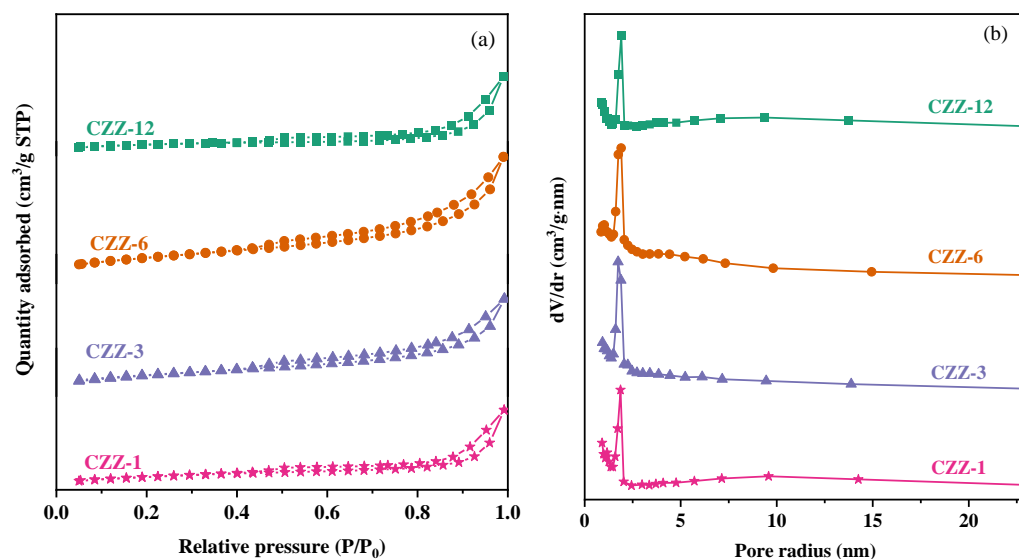 (a)
CZZ-12
CZZ-6
CZZ-3
CZZ-1
Quantity adsorbed (cm³/g STP)
0.0 0.2 0.4 0.6 0.8 1.0
Relative pressure (P/P₀)
(b)
CZZ-12
CZZ-6
CZZ-3
CZZ-1
dV/dr (cm³/g·nm)
0 5 10 15 20
Pore radius (nm)